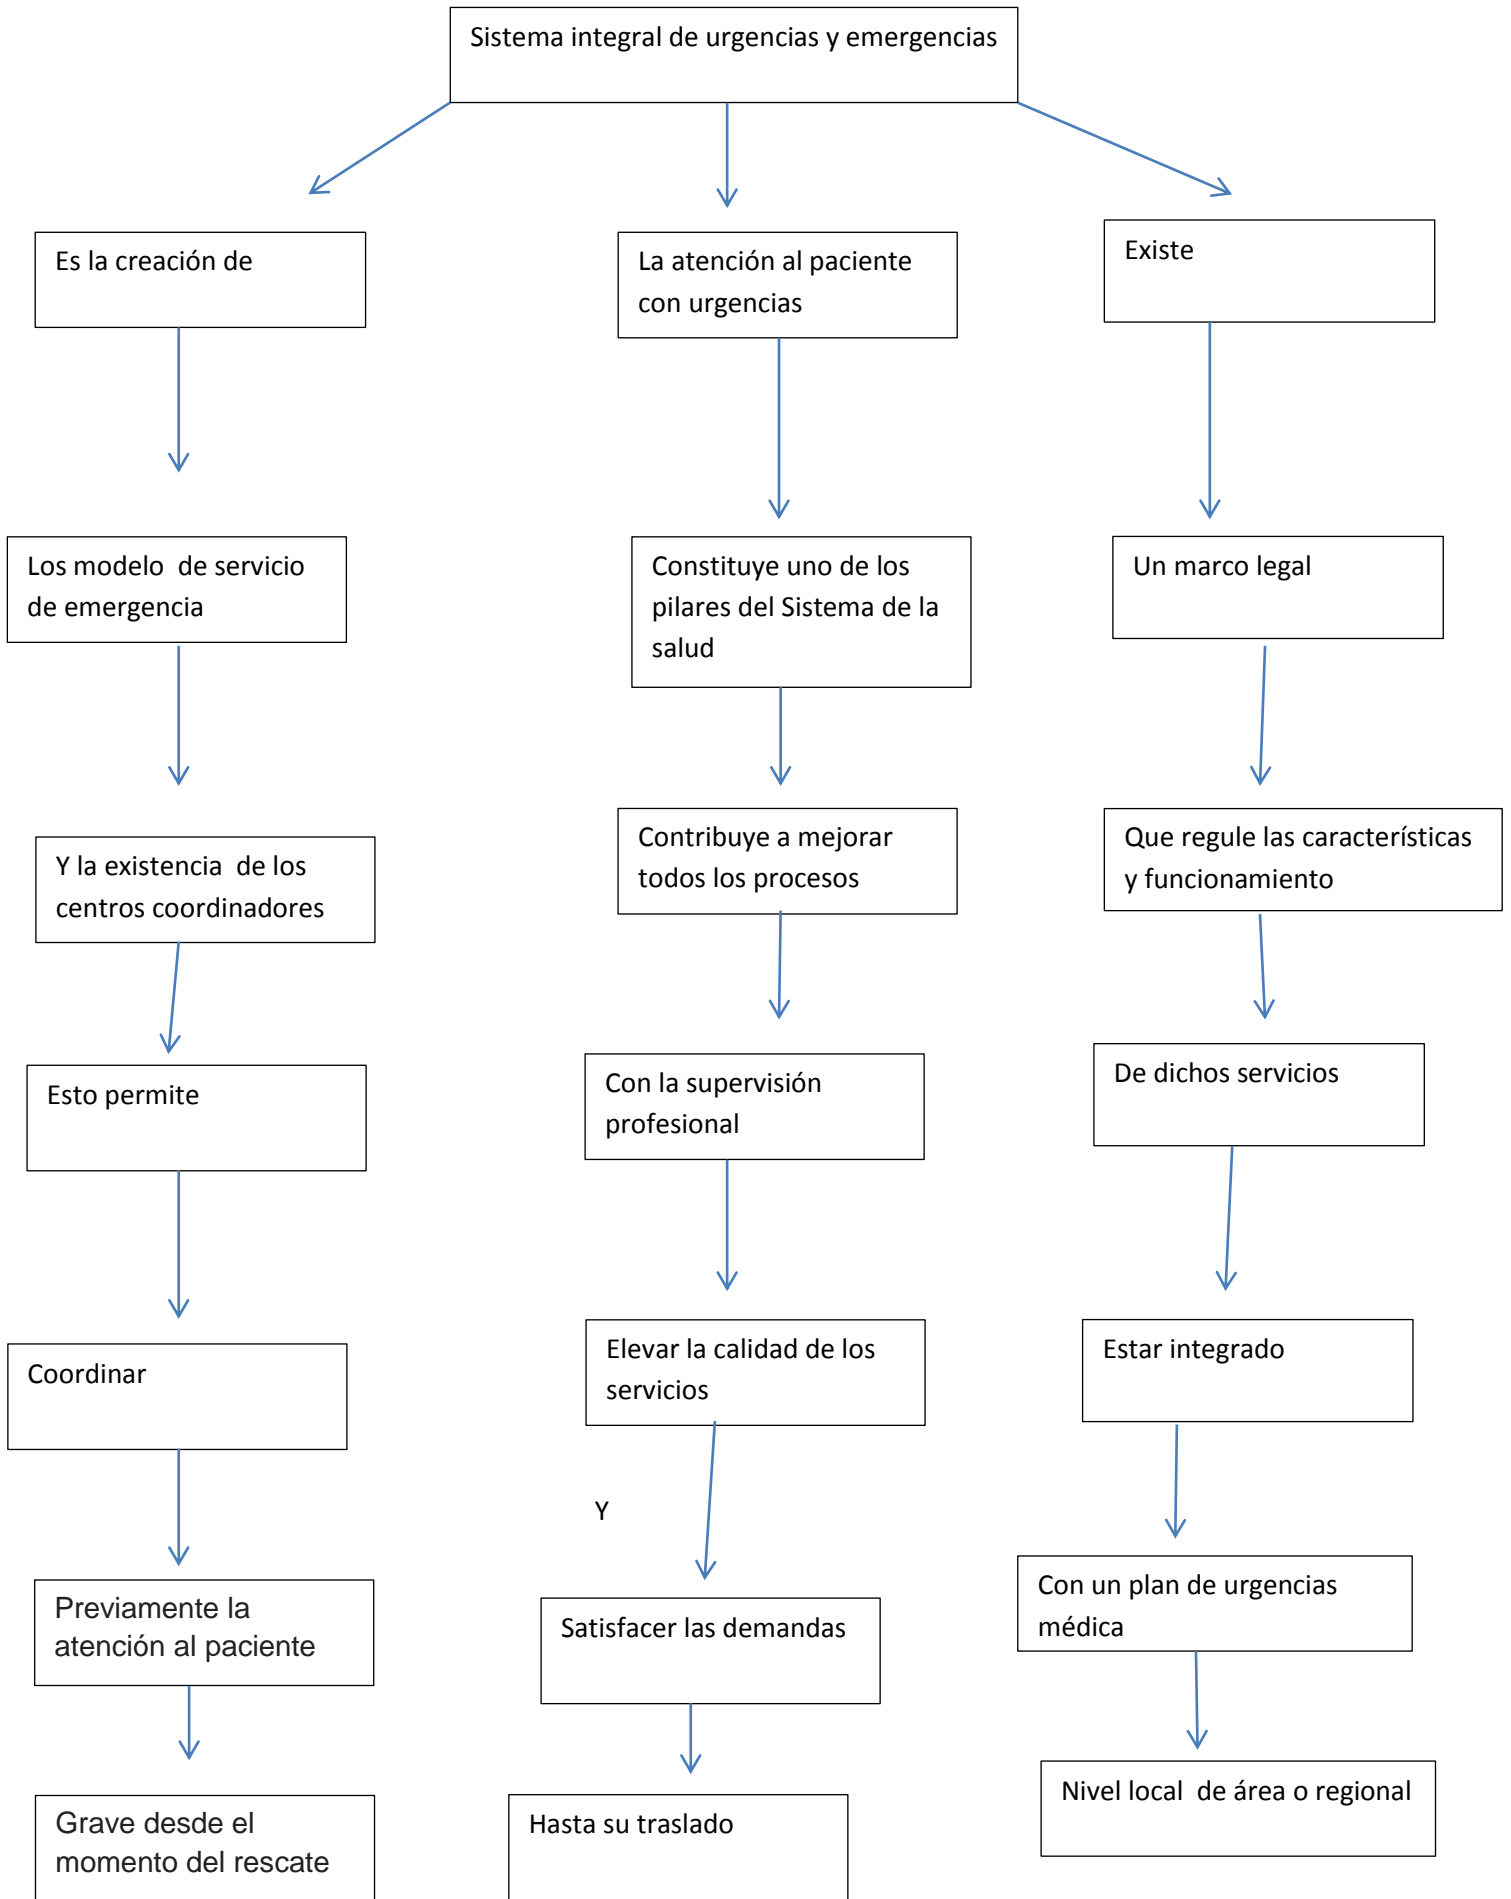 Sistema integral de urgencias y emergencias
Es la creación de
La atención al paciente
con urgencias
Existe
Los modelo  de servicio
de emergencia
Constituye uno de los
pilares del Sistema de la
salud
Un marco legal
Y la existencia  de los
centros coordinadores
Contribuye a mejorar
todos los procesos
Que regule las características
y funcionamiento
Esto permite
Con la supervisión
profesional
De dichos servicios
Coordinar
Elevar la calidad de los
servicios
Estar integrado
Y
Previamente la
atención al paciente
Satisfacer las demandas
Con un plan de urgencias
médica
Grave desde el
momento del rescate
Hasta su traslado
Nivel local  de área o regional